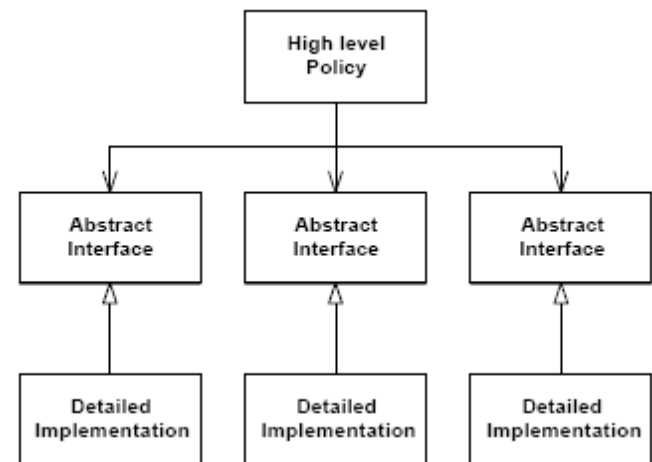 High level
Policy
Abstract
Interface
Abstract
Interface
Abstract
Interface
Detailed
Implementation
Detailed
Implementation
Detailed
Implementation